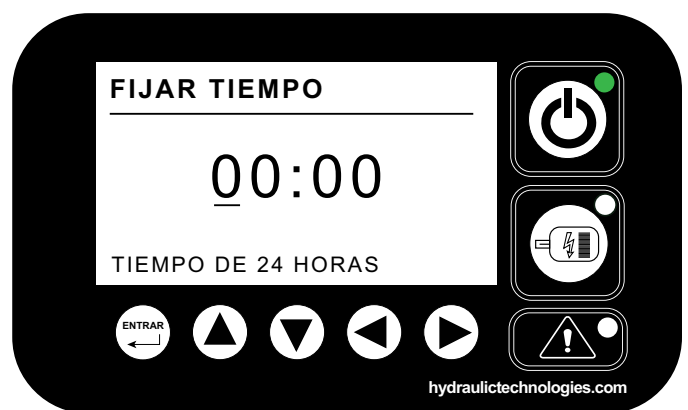 FIJAR TIEMPO
00:00
TIEMPO DE 24 HORAS
ENTRAR
hydraulictechnologies.com